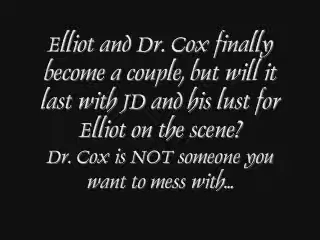 Elliot and Dr. Cox finally
become a couple, but will it
last with JD and his lust for
Elliot on the scene?
Dr. Cox is NOT someone you
want to mess with...